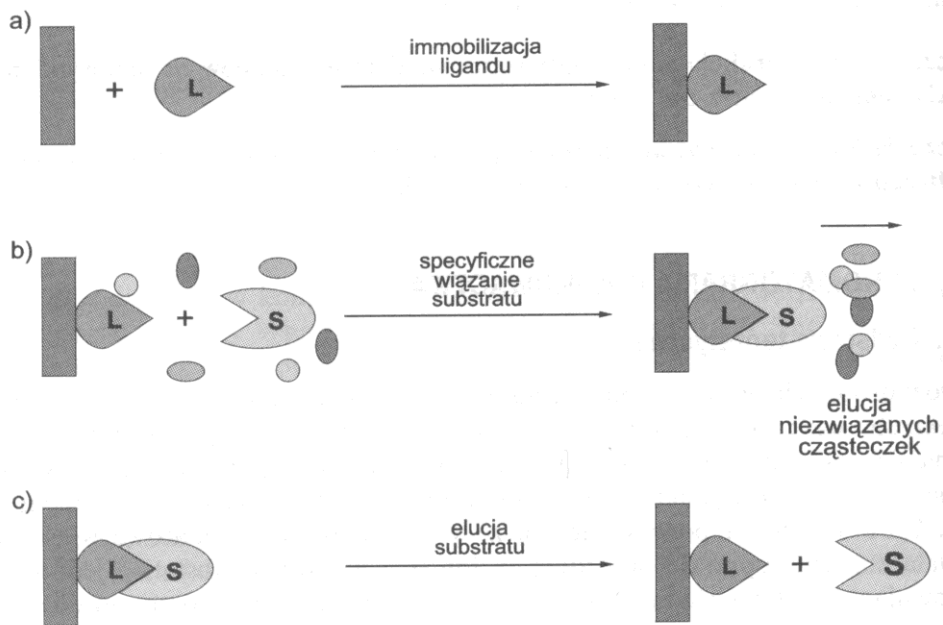 a)
immobilizacja
ligandu
+
L
L
b)
specyficzne
wiązanie
substratu
L
+
S
L
S
elucja
niezwiązanych
cząsteczek
c)
elucja
substratu
L
S
L
+
S